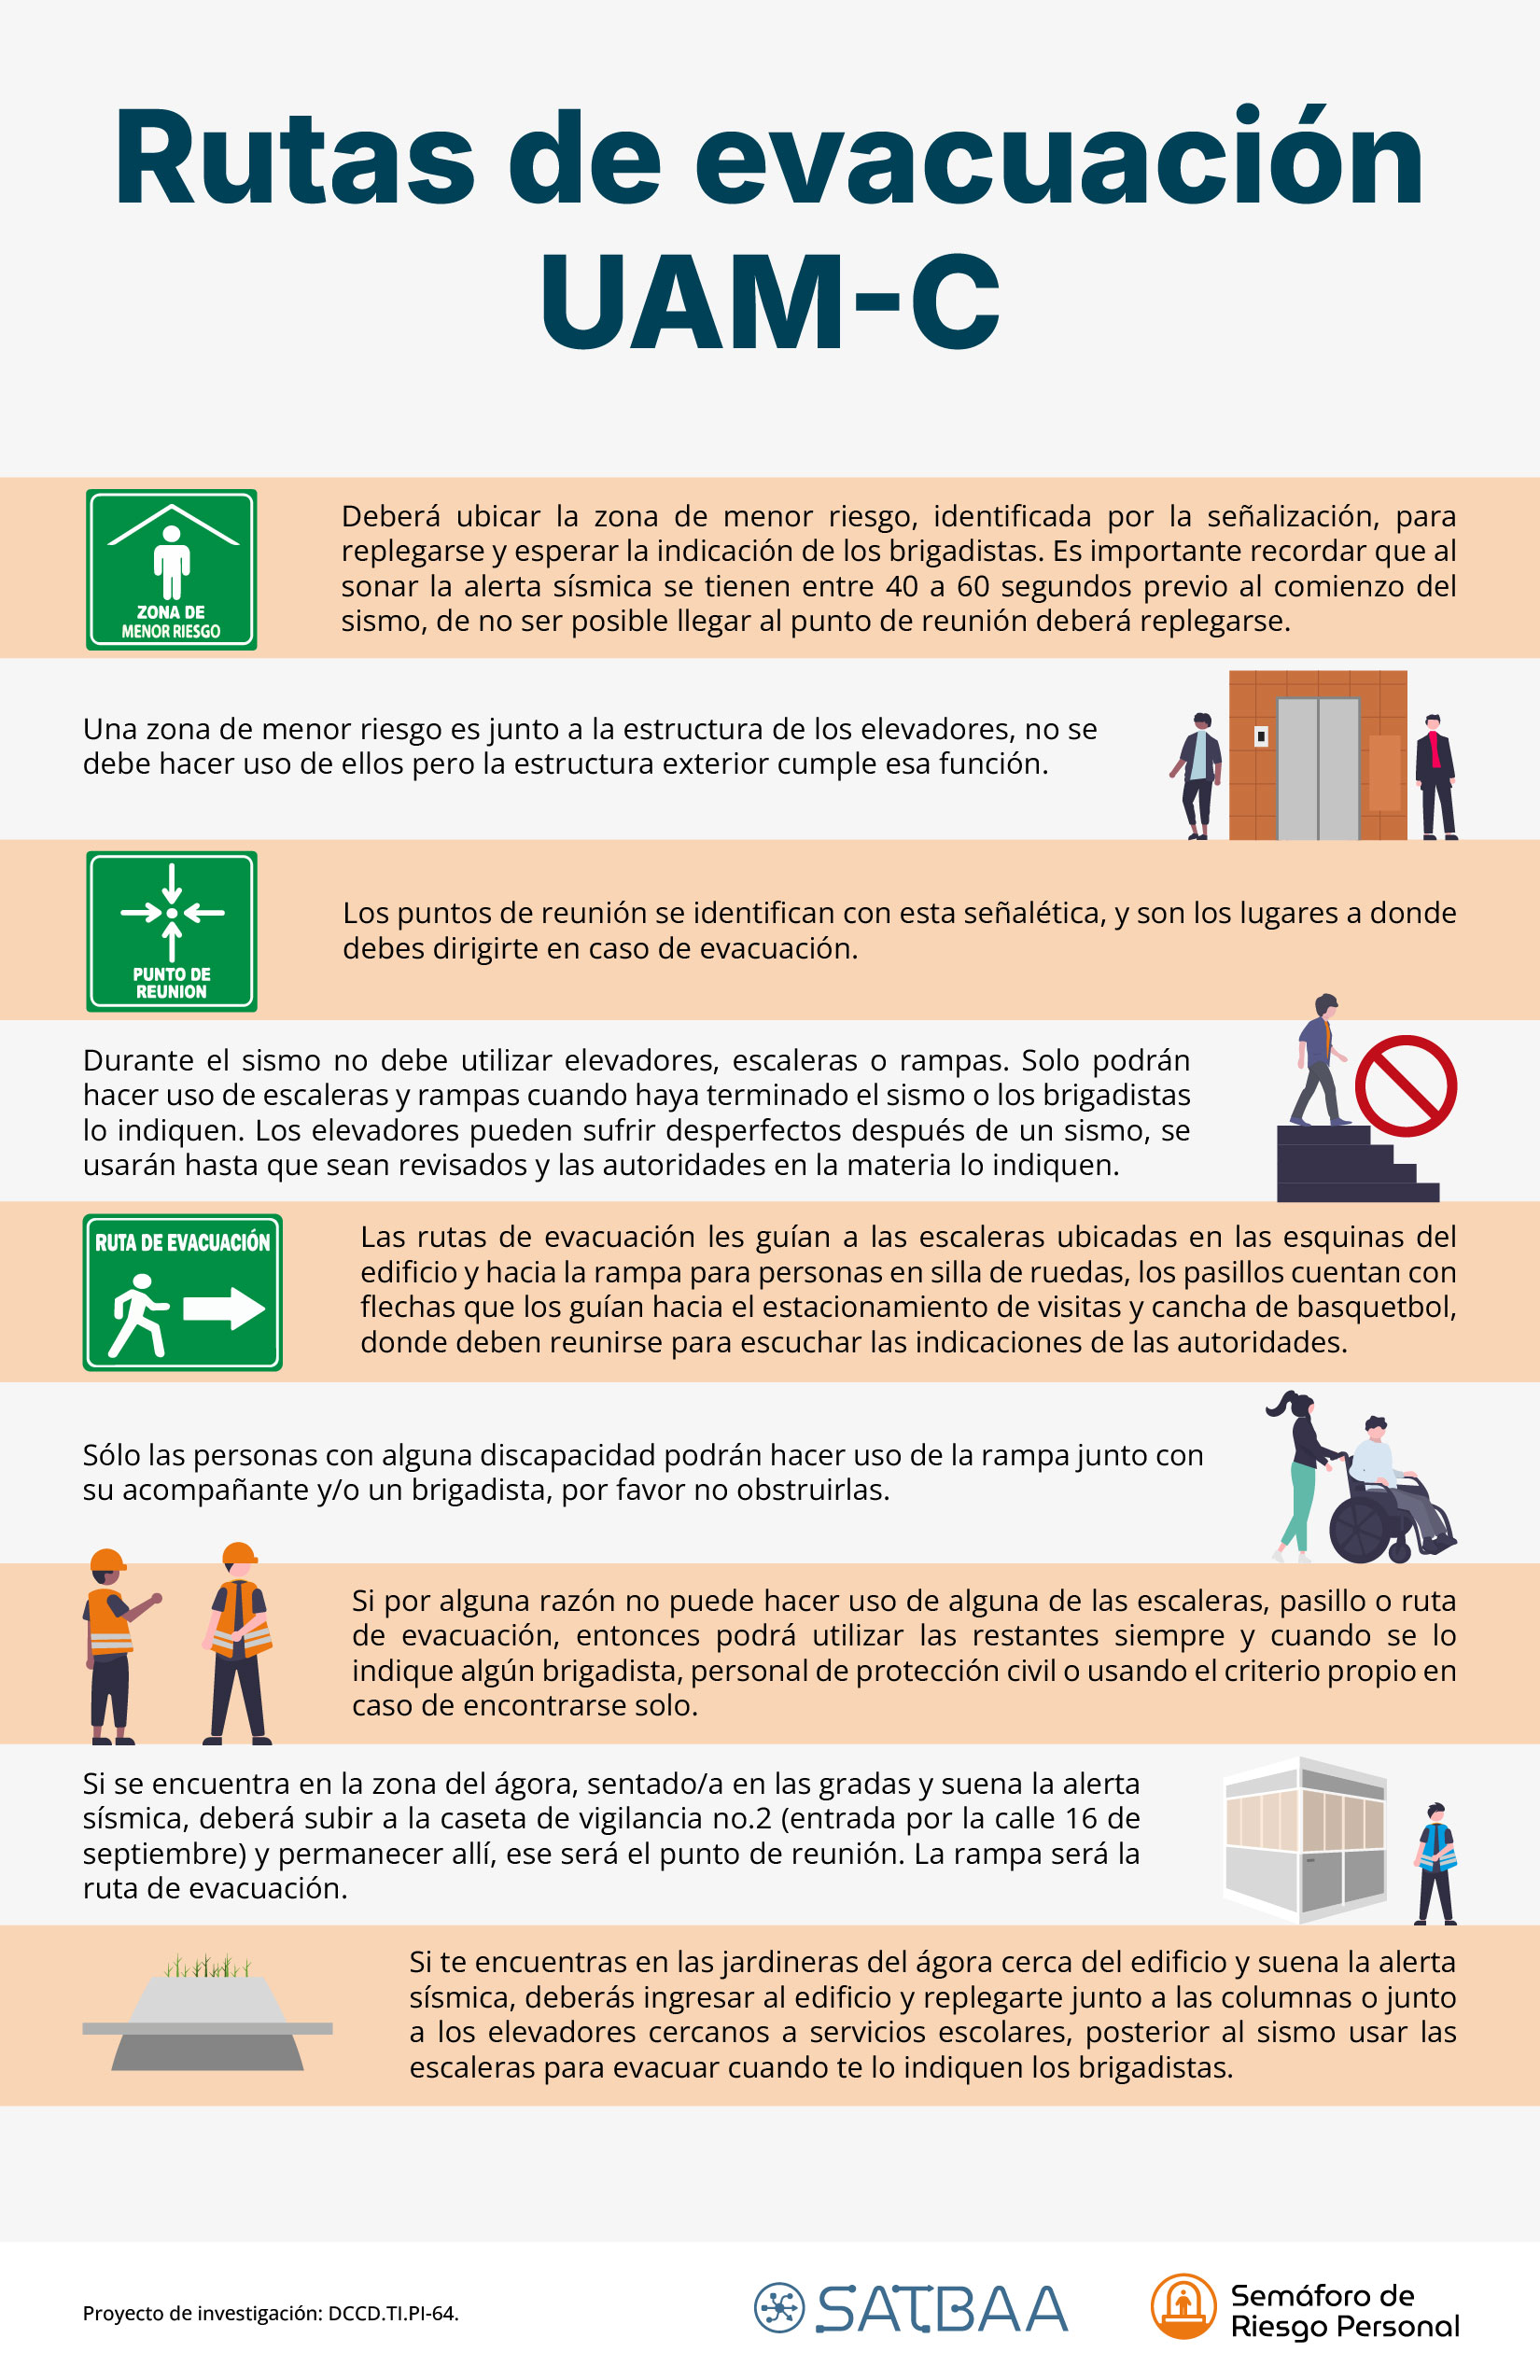 Rutas de evacuación
UAM-C
ZONA DE
MENOR RIESGO
Deberá ubicar la zona de menor riesgo, identificada por la señalización, para
replegarse y esperar la indicación de los brigadistas. Es importante recordar que al
sonar la alerta sísmica se tienen entre 40 a 60 segundos previo al comienzo del
sismo, de no ser posible llegar al punto de reunión deberá replegarse.
Una zona de menor riesgo es junto a la estructura de los elevadores, no se
debe hacer uso de ellos pero la estructura exterior cumple esa función.
PUNTO DE
REUNION
Los puntos de reunión se identifican con esta señalética, y son los lugares a donde
debes dirigirte en caso de evacuación.
Durante el sismo no debe utilizar elevadores, escaleras o rampas. Solo podrán
hacer uso de escaleras y rampas cuando haya terminado el sismo o los brigadistas
lo indiquen. Los elevadores pueden sufrir desperfectos después de un sismo, se
usarán hasta que sean revisados y las autoridades en la materia lo indiquen.
RUTA DE EVACUACIÓN
Las rutas de evacuación les guían a las escaleras ubicadas en las esquinas del
edificio y hacia la rampa para personas en silla de ruedas, los pasillos cuentan con
flechas que los guían hacia el estacionamiento de visitas y cancha de basquetbol,
donde deben reunirse para escuchar las indicaciones de las autoridades.
Sólo las personas con alguna discapacidad podrán hacer uso de la rampa junto con
su acompañante y/o un brigadista, por favor no obstruirlas.
Si por alguna razón no puede hacer uso de alguna de las escaleras, pasillo o ruta
de evacuación, entonces podrá utilizar las restantes siempre y cuando se lo
indique algún brigadista, personal de protección civil o usando el criterio propio en
caso de encontrarse solo.
Si se encuentra en la zona del ágora, sentado/a en las gradas y suena la alerta
sísmica, deberá subir a la caseta de vigilancia no.2 (entrada por la calle 16 de
septiembre) y permanecer allí, ese será el punto de reunión. La rampa será la
ruta de evacuación.
Si te encuentras en las jardineras del ágora cerca del edificio y suena la alerta
sísmica, deberás ingresar al edificio y replegarte junto a las columnas o junto
a los elevadores cercanos a servicios escolares, posterior al sismo usar las
escaleras para evacuar cuando te lo indiquen los brigadistas.
Proyecto de investigación: DCCD.TI.PI-64.
SATBAA
Semáforo de
Riesgo Personal